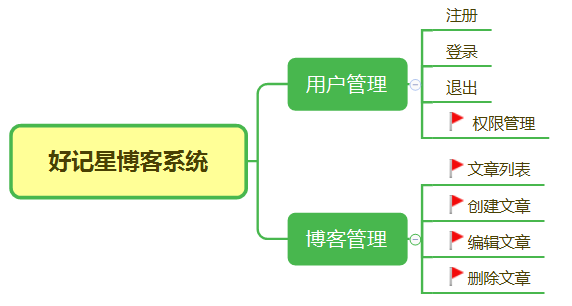 好记星博客系统
用户管理
注册
登录
退出
权限管理
博客管理
文章列表
创建文章
编辑文章
删除文章